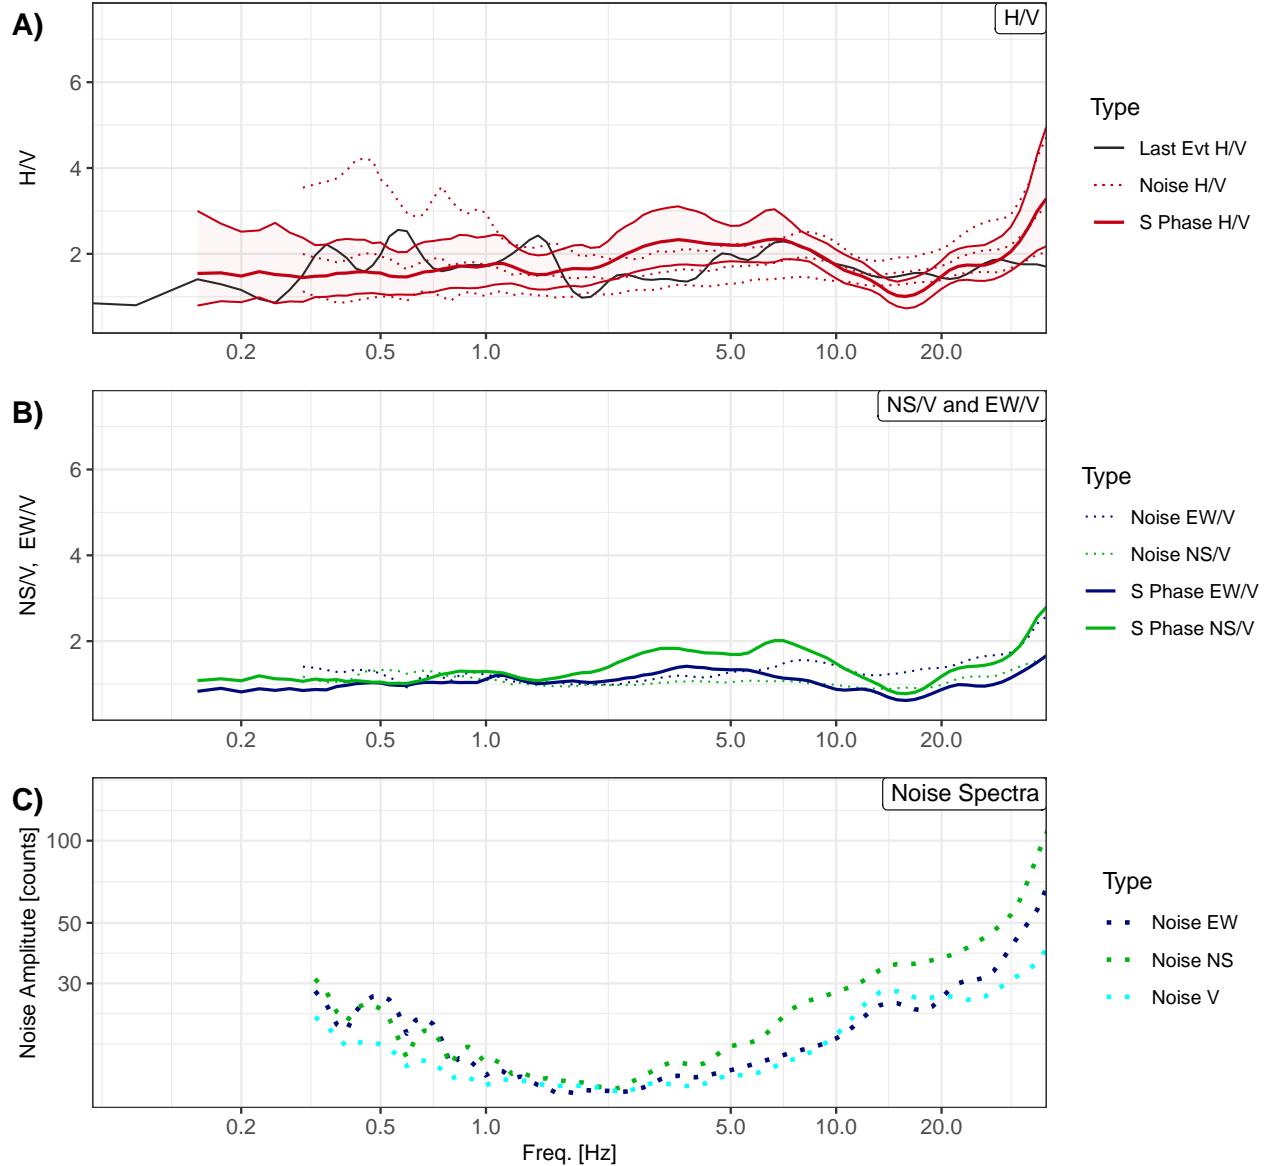 A)
H/V
6
4
2
H/V
0.2 0.5 1.0 5.0 10.0 20.0
Type
Last Evt H/V
Noise H/V
S Phase H/V
B)
NS/V and EW/V
6
4
2
NS/V, EW/V
0.2 0.5 1.0 5.0 10.0 20.0
Type
Noise EW/V
Noise NS/V
S Phase EW/V
S Phase NS/V
C)
Noise Spectra
100
50
30
Noise Amplitute [counts]
0.2 0.5 1.0 5.0 10.0 20.0
Freq. [Hz]
Type
Noise EW
Noise NS
Noise V